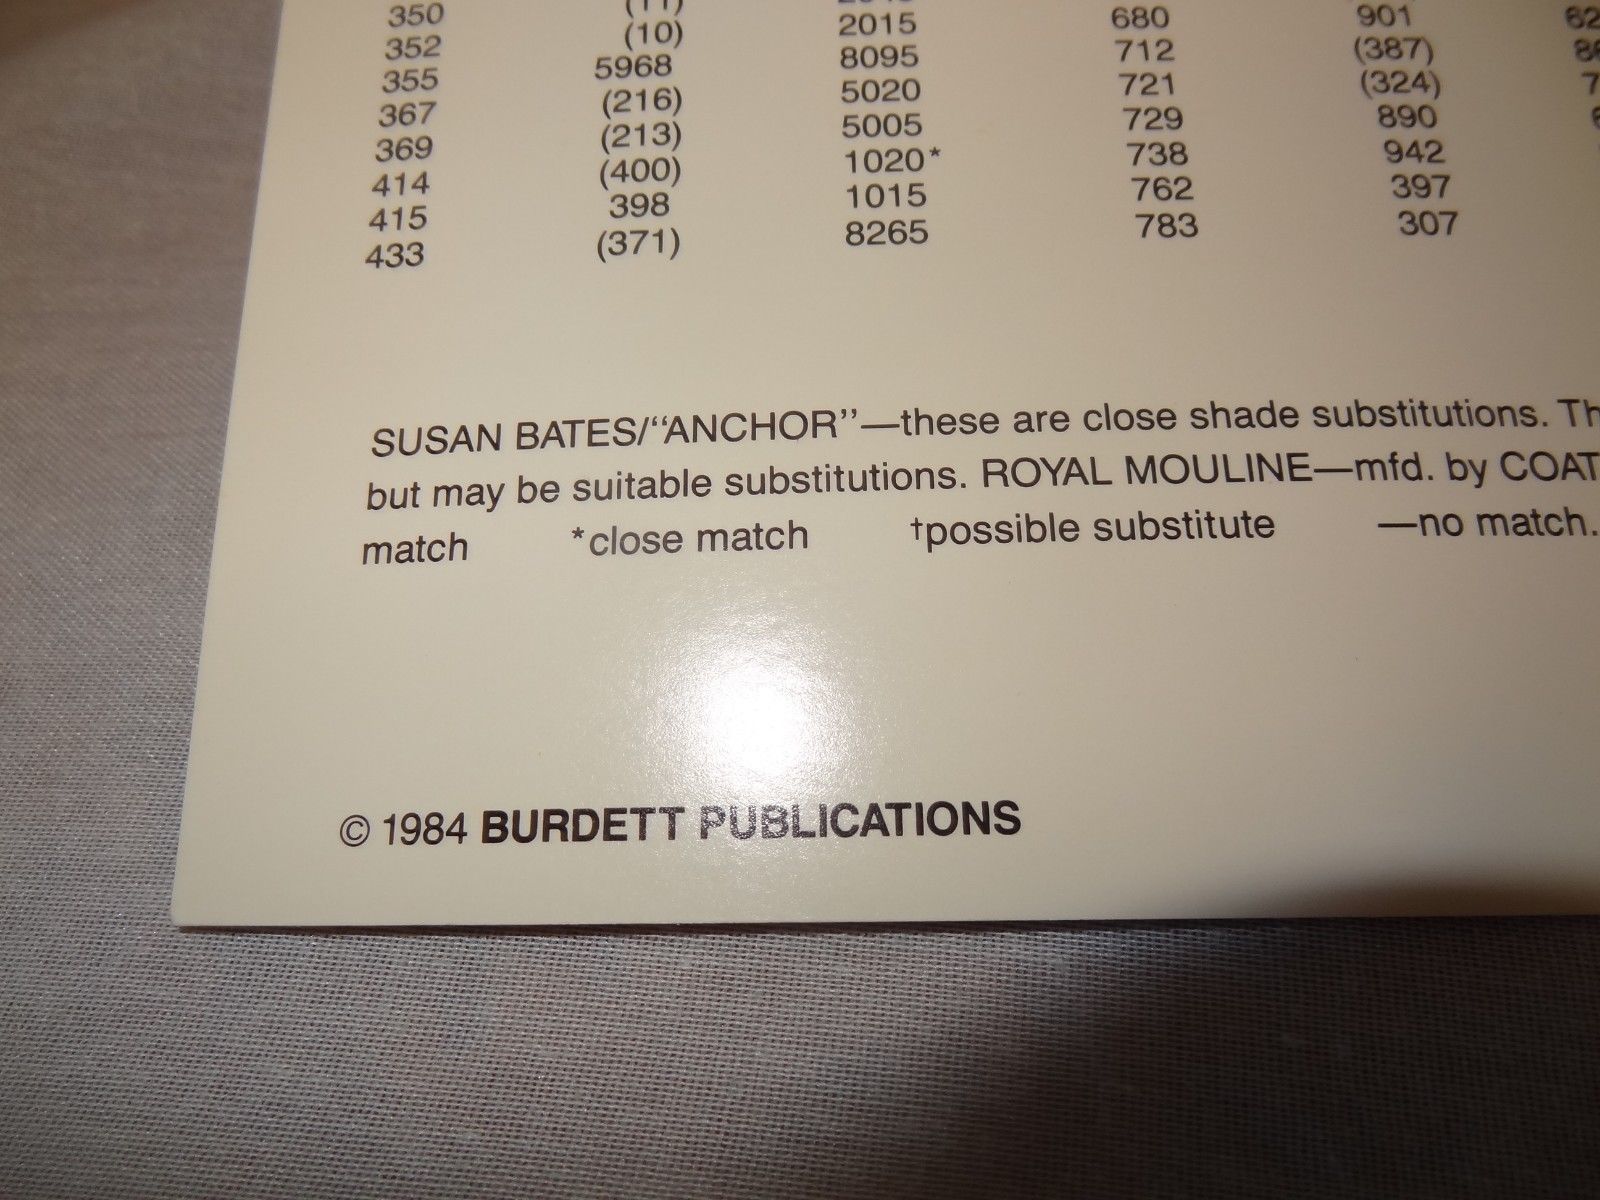 350 (11)
352 (10) 2015 680 901
355 5968 8095 712 (387)
367 (216) 5020 721 (324)
369 (213) 5005 729 890
414 (400) 1020* 738 942
415 398 1015 762 397
433 (371) 8265 783 307
SUSAN BATES/"ANCHOR"—these are close shade substitutions.
but may be suitable substitutions. ROYAL MOULINE—mfd. by COAT
match *close match †possible substitute —no match.
© 1984 BURDETT PUBLICATIONS